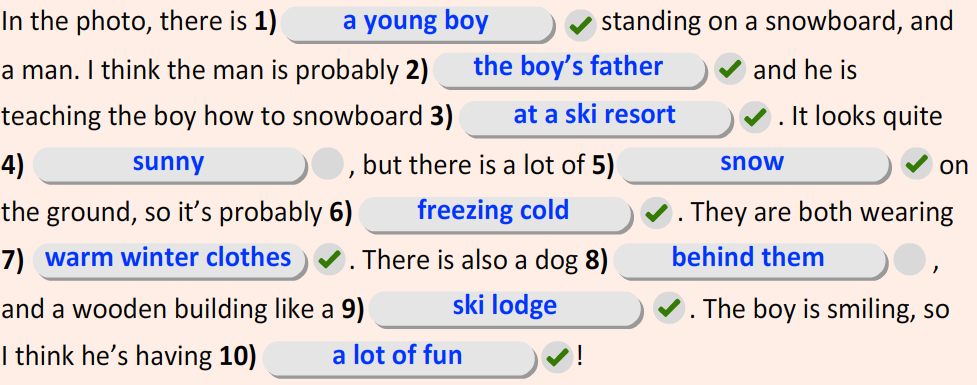 In the photo, there is 1) a young boy standing on a snowboard, and
a man. I think the man is probably 2) the boy’s father and he is
teaching the boy how to snowboard 3) at a ski resort . It looks quite
4) sunny , but there is a lot of 5) snow on
the ground, so it’s probably 6) freezing cold . They are both wearing
7) warm winter clothes . There is also a dog 8) behind them ,
and a wooden building like a 9) ski lodge . The boy is smiling, so
I think he’s having 10) a lot of fun !